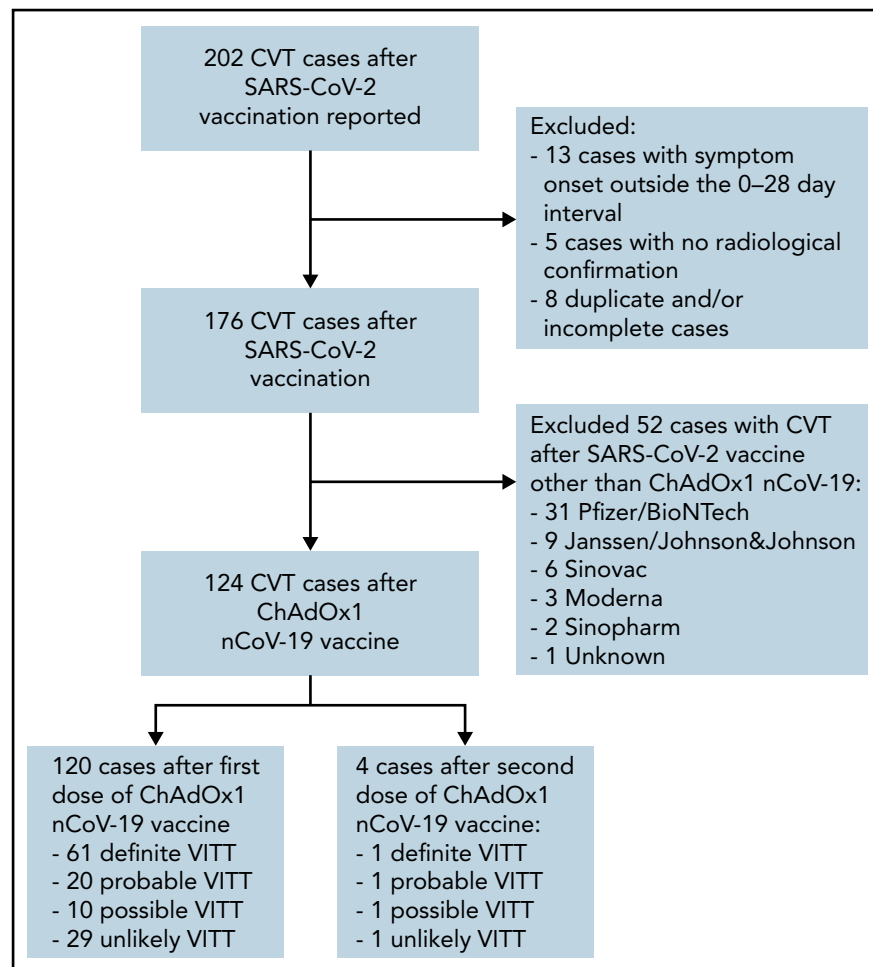 202 CVT cases after
SARS-CoV-2
vaccination reported
Excluded:
- 13 cases with symptom
onset outside the 0–28 day
interval
- 5 cases with no radiological
confirmation
- 8 duplicate and/or
incomplete cases
176 CVT cases after
SARS-CoV-2
vaccination
Excluded 52 cases with CVT
after SARS-CoV-2 vaccine
other than ChAdOx1 nCoV-19:
- 31 Pfizer/BioNTech
- 9 Janssen/Johnson&Johnson
- 6 Sinovac
- 3 Moderna
- 2 Sinopharm
- 1 Unknown
124 CVT cases after
ChAdOx1
nCoV-19 vaccine
120 cases after first
dose of ChAdOx1
nCoV-19 vaccine
- 61 definite VITT
- 20 probable VITT
- 10 possible VITT
- 29 unlikely VITT
4 cases after second
dose of ChAdOx1
nCoV-19 vaccine:
- 1 definite VITT
- 1 probable VITT
- 1 possible VITT
- 1 unlikely VITT